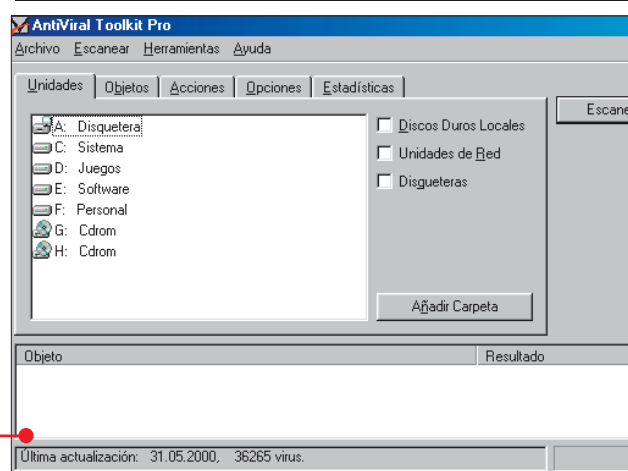 AntiViral Toolkit Pro
Archivo Escanear Herramientas Ayuda
Unidades Objetos Acciones Opciones Estadísticas
Escane
A: Disquetera
C: Sistema
D: Juegos
E: Software
F: Personal
G: Cdrom
H: Cdrom
Discos Duros Locales
Unidades de Red
Disqueteras
Añadir Carpeta
Objeto Resultado
Última actualización: 31.05.2000, 36265 virus.